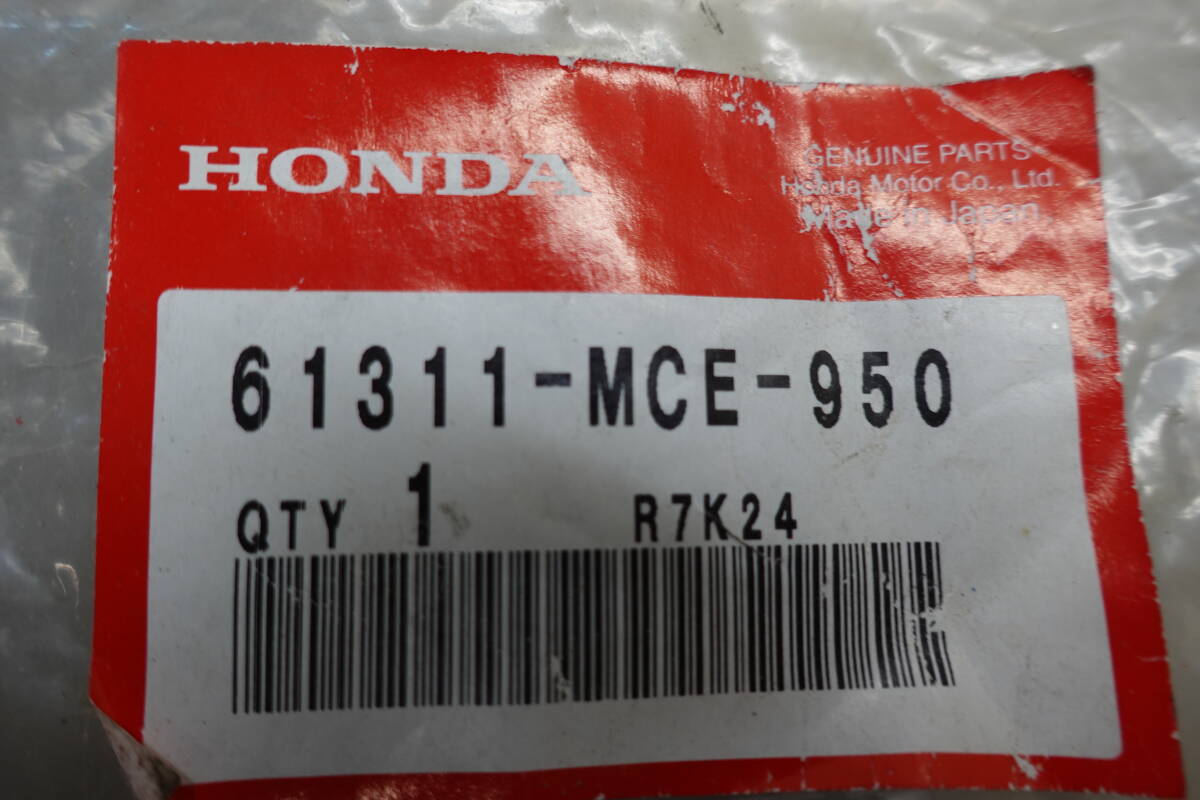 HONDA
GENUINE PARTS
Honda Motor Co., Ltd.
Made in Japan
61311-MCE-950
QTY 1 R7K24